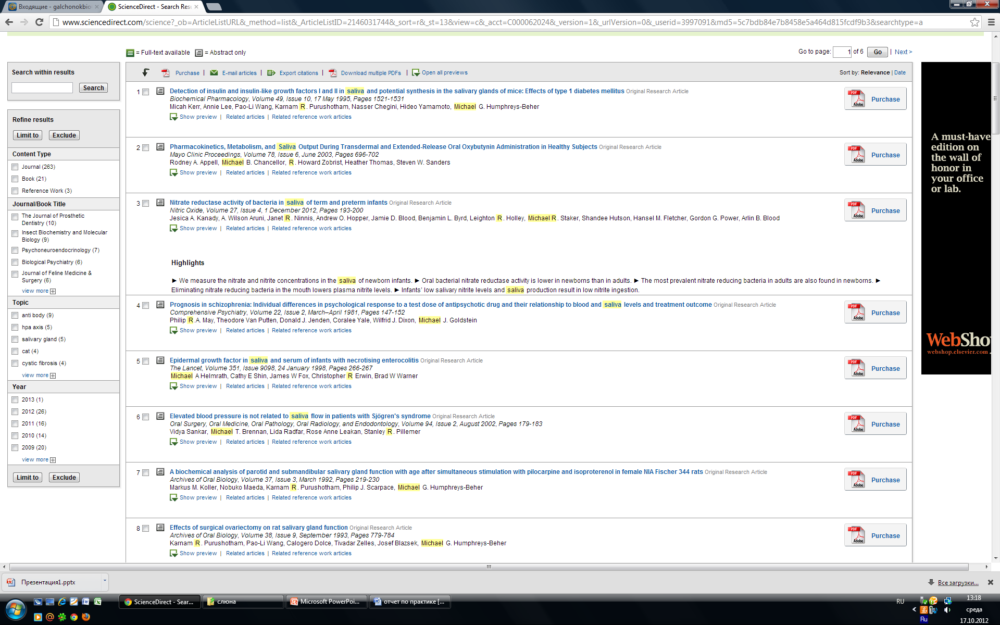 Входящие - galchonokbio
ScienceDirect - Search Res
www.sciencedirect.com/science?_ob=ArticleListURL&_method=list&_ArticleListID=2146031744&_sort=r&_st=13&view=c&_acct=C000062024&_version=1&_urlVersion=0&_userid=3997091&md5=5c7bdb84e7b8458e5a464d815fcdf9b3&searchtype=a
= Full-text available = Abstract only
Go to page: 1 of 6 Go | Next >
Search within results
Search
Refine results
Limit to Exclude
Content Type
Journal (263)
Book (21)
Reference Work (3)
Journal/Book Title
The Journal of Prosthetic
Dentistry (10)
Insect Biochemistry and Molecular
Biology (9)
Psychoneuroendocrinology (7)
Biological Psychiatry (6)
Journal of Feline Medicine &
Surgery (6)
view more
Topic
anti body (9)
hpa axis (5)
salivary gland (5)
cat (4)
cystic fibrosis (4)
view more
Year
2013 (1)
2012 (26)
2011 (16)
2010 (14)
2009 (20)
view more
Limit to Exclude
Purchase | E-mail articles | Export citations | Download multiple PDFs | Open all previews
Sort by: Relevance | Date
1 Detection of insulin and insulin-like growth factors I and II in saliva and potential synthesis in the salivary glands of mice: Effects of type 1 diabetes mellitus Original Research Article
Biochemical Pharmacology, Volume 49, Issue 10, 17 May 1995, Pages 1521-1531
Micah Kerr, Annie Lee, Pao-Li Wang, Karnam R. Purushotham, Nasser Chegini, Hideo Yamamoto, Michael G. Humphreys-Beher
Show preview | Related articles | Related reference work articles
PDF Adobe Purchase
2 Pharmacokinetics, Metabolism, and Saliva Output During Transdermal and Extended-Release Oral Oxybutynin Administration in Healthy Subjects Original Research Article
Mayo Clinic Proceedings, Volume 78, Issue 6, June 2003, Pages 696-702
Rodney A. Appell, Michael B. Chancellor, R. Howard Zobrist, Heather Thomas, Steven W. Sanders
Show preview | Related articles | Related reference work articles
PDF Adobe Purchase
3 Nitrate reductase activity of bacteria in saliva of term and preterm infants Original Research Article
Nitric Oxide, Volume 27, Issue 4, 1 December 2012, Pages 193-200
Jesica A. Kanady, A. Wilson Aruni, Janet R. Ninnis, Andrew O. Hopper, Jamie D. Blood, Benjamin L. Byrd, Leighton R. Holley, Michael R. Staker, Shandee Hutson, Hansel M. Fletcher, Gordon G. Power, Arlin B. Blood
Show preview | Related articles | Related reference work articles
PDF Adobe Purchase
Highlights
► We measure the nitrate and nitrite concentrations in the saliva of newborn infants. ► Oral bacterial nitrate reductase activity is lower in newborns than in adults. ► The most prevalent nitrate reducing bacteria in adults are also found in newborns. ►
Eliminating nitrate reducing bacteria in the mouth lowers plasma nitrite levels. ► Infants' low salivary nitrite levels and saliva production result in low nitrite ingestion.
4 Prognosis in schizophrenia: Individual differences in psychological response to a test dose of antipsychotic drug and their relationship to blood and saliva levels and treatment outcome Original Research Article
Comprehensive Psychiatry, Volume 22, Issue 2, March–April 1981, Pages 147-152
Philip R.A. May, Theodore Van Putten, Donald J. Jenden, Coralee Yale, Wilfrid J. Dixon, Michael J. Goldstein
Show preview | Related articles | Related reference work articles
PDF Adobe Purchase
5 Epidermal growth factor in saliva and serum of infants with necrotising enterocolitis Original Research Article
The Lancet, Volume 351, Issue 9098, 24 January 1998, Pages 266-267
Michael A Helmrath, Cathy E Shin, James W Fox, Christopher R Erwin, Brad W Warner
Show preview | Related articles | Related reference work articles
PDF Adobe Purchase
6 Elevated blood pressure is not related to saliva flow in patients with Sjögren's syndrome Original Research Article
Oral Surgery, Oral Medicine, Oral Pathology, Oral Radiology, and Endodontology, Volume 94, Issue 2, August 2002, Pages 179-183
Vidya Sankar, Michael T. Brennan, Lida Radfar, Rose Anne Leakan, Stanley R. Pillemer
Show preview | Related articles | Related reference work articles
PDF Adobe Purchase
7 A biochemical analysis of parotid and submandibular salivary gland function with age after simultaneous stimulation with pilocarpine and isoproterenol in female NIA Fischer 344 rats Original Research Article
Archives of Oral Biology, Volume 37, Issue 3, March 1992, Pages 219-230
Markus M. Koller, Nobuko Maeda, Karnam R. Purushotham, Philip J. Scarpace, Michael G. Humphreys-Beher
Show preview | Related articles | Related reference work articles
PDF Adobe Purchase
8 Effects of surgical ovariectomy on rat salivary gland function Original Research Article
Archives of Oral Biology, Volume 38, Issue 9, September 1993, Pages 779-784
Karnam R. Purushotham, Pao-Li Wang, Calogero Dolce, Tivadar Zelles, Josef Blazsek, Michael G. Humphreys-Beher
Show preview | Related articles | Related reference work articles
PDF Adobe Purchase
A must-have
edition on
the wall of
honor in
your office
or lab.
WebSho
webshop.elsevier.com
Презентация1.pptx
Все загрузки...
ScienceDirect - Sear...
слюна
Microsoft PowerPoi...
отчет по практике [...
RU
13:18
среда
Ru
17.10.2012